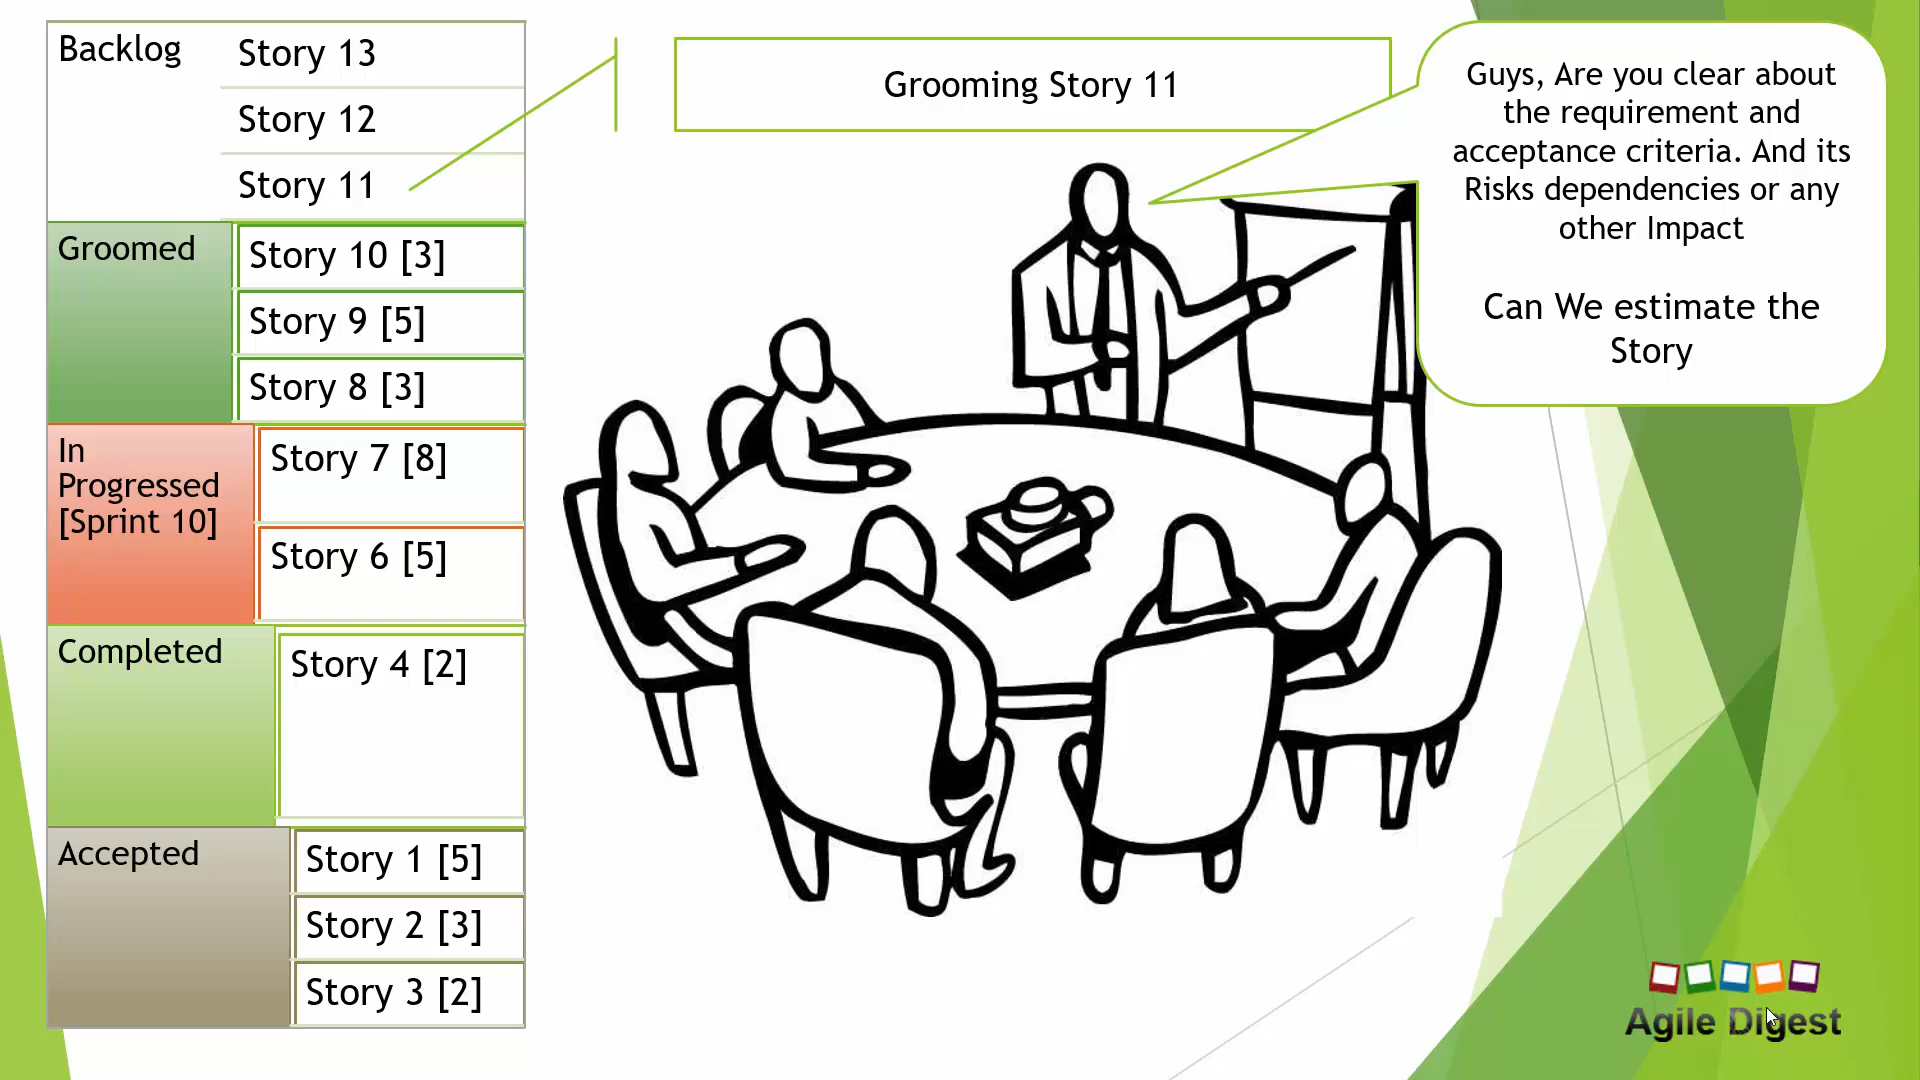 Backlog
Story 13
Story 12
Story 11
Groomed
Story 10 [3]
Story 9 [5]
Story 8 [3]
In
Progressed
[Sprint 10]
Story 7 [8]
Story 6 [5]
Completed
Story 4 [2]
Accepted
Story 1 [5]
Story 2 [3]
Story 3 [2]
Grooming Story 11
Guys, Are you clear about
the requirement and
acceptance criteria. And its
Risks dependencies or any
other Impact
Can We estimate the
Story
Agile Digest